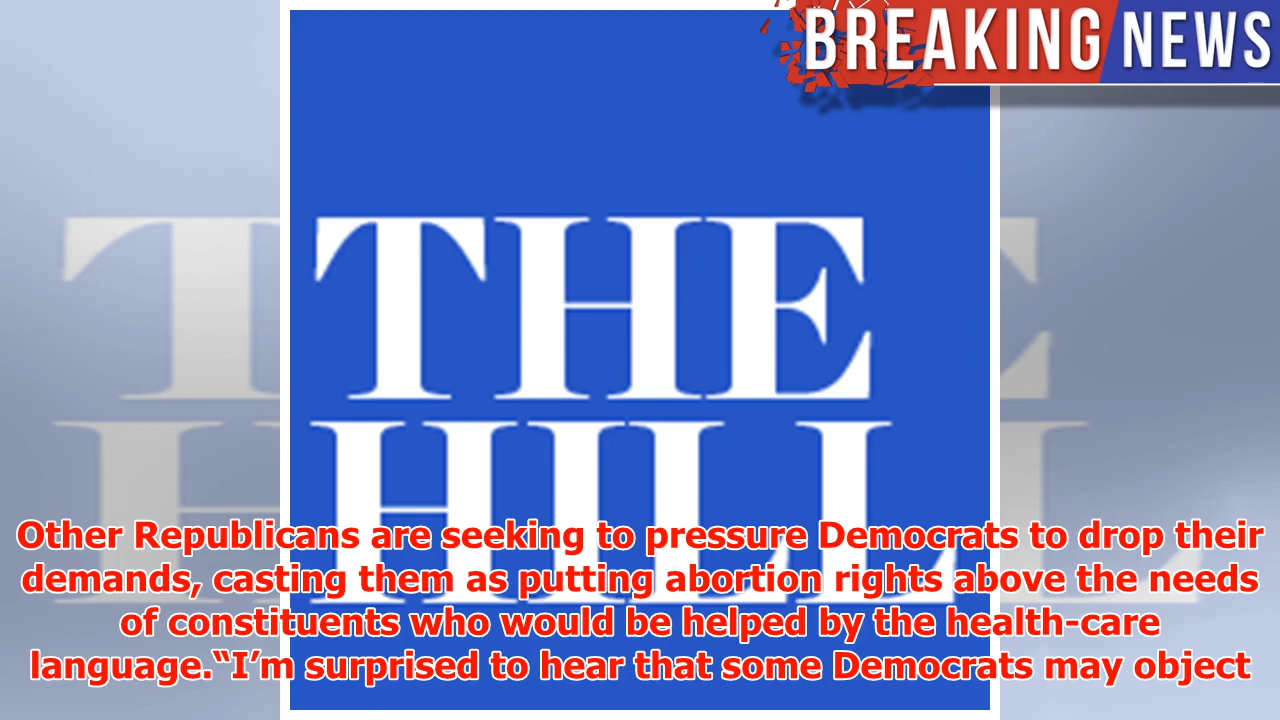 BREAKING NEWS
THE
HILL
Other Republicans are seeking to pressure Democrats to drop their
demands, casting them as putting abortion rights above the needs
of constituents who would be helped by the health-care
language.“I’m surprised to hear that some Democrats may object